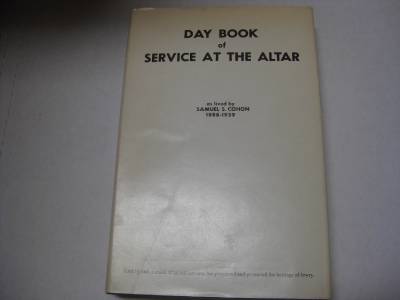 DAY BOOK
of
SERVICE AT THE ALTAR
as lived by
SAMUEL S. COHON
1888-1959